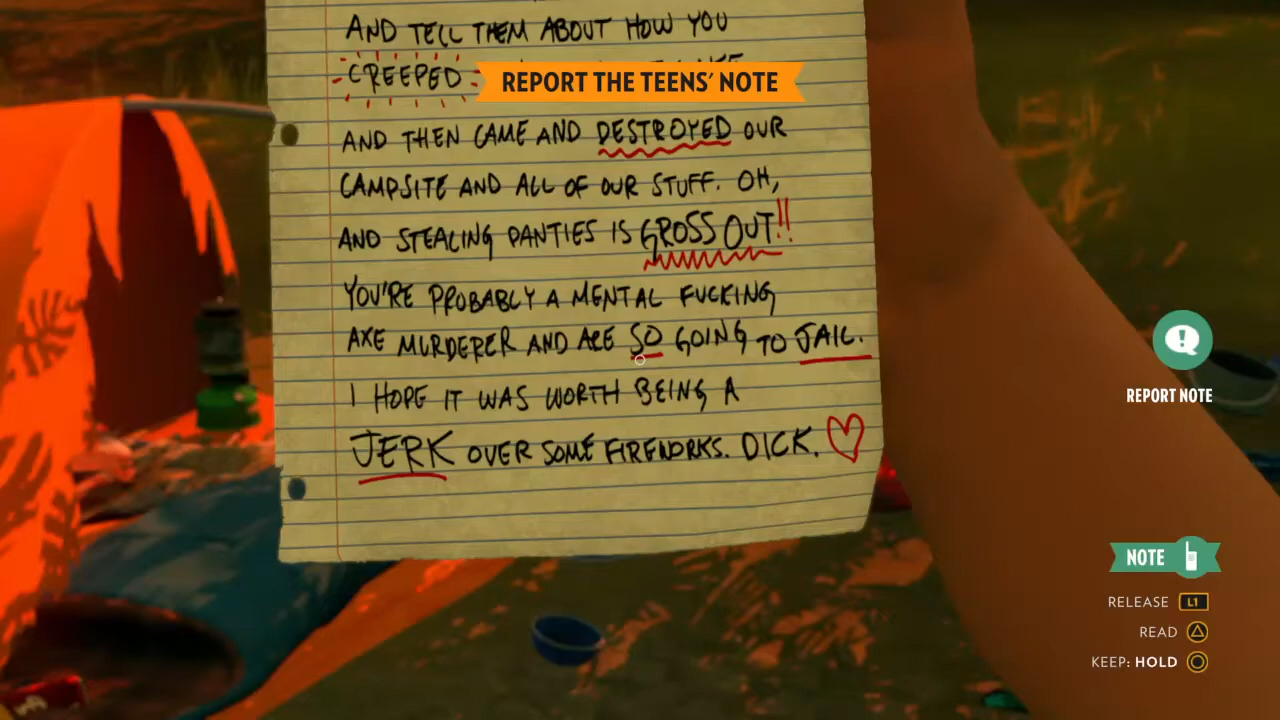 AND TELL THEM ABOUT HOW YOU
CREEPED
REPORT THE TEENS' NOTE
AND THEN CAME AND DESTROYED OUR
CAMPSITE AND ALL OF OUR STUFF. OH,
AND STEALING PANTIES IS GROSS OUT!!
YOU'RE PROBABLY A MENTAL FUCKING
AXE MURDERER AND ARE SO GOING TO JAIL.
I HOPE IT WAS WORTH BEING A
JERK OVER SOME FIREWORKS. DICK.
REPORT NOTE
NOTE
RELEASE L1
READ
KEEP: HOLD